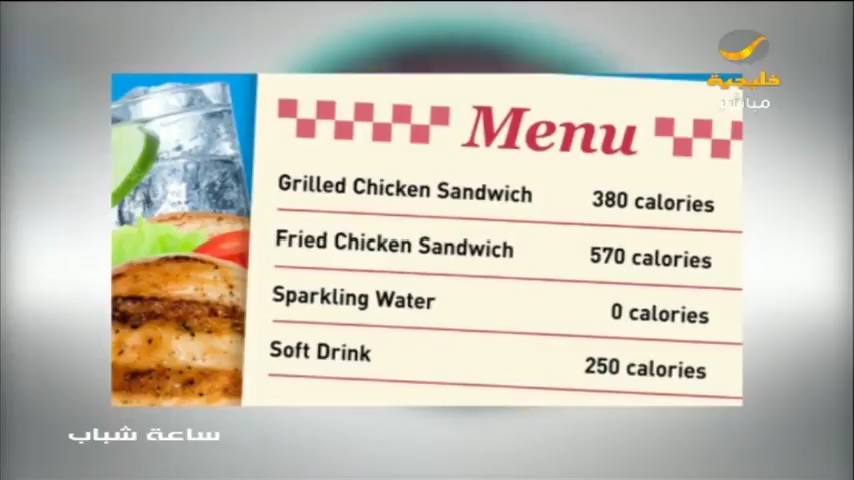 خليجية
مباشر
Menu
Grilled Chicken Sandwich 380 calories
Fried Chicken Sandwich 570 calories
Sparkling Water 0 calories
Soft Drink 250 calories
ساعة شباب